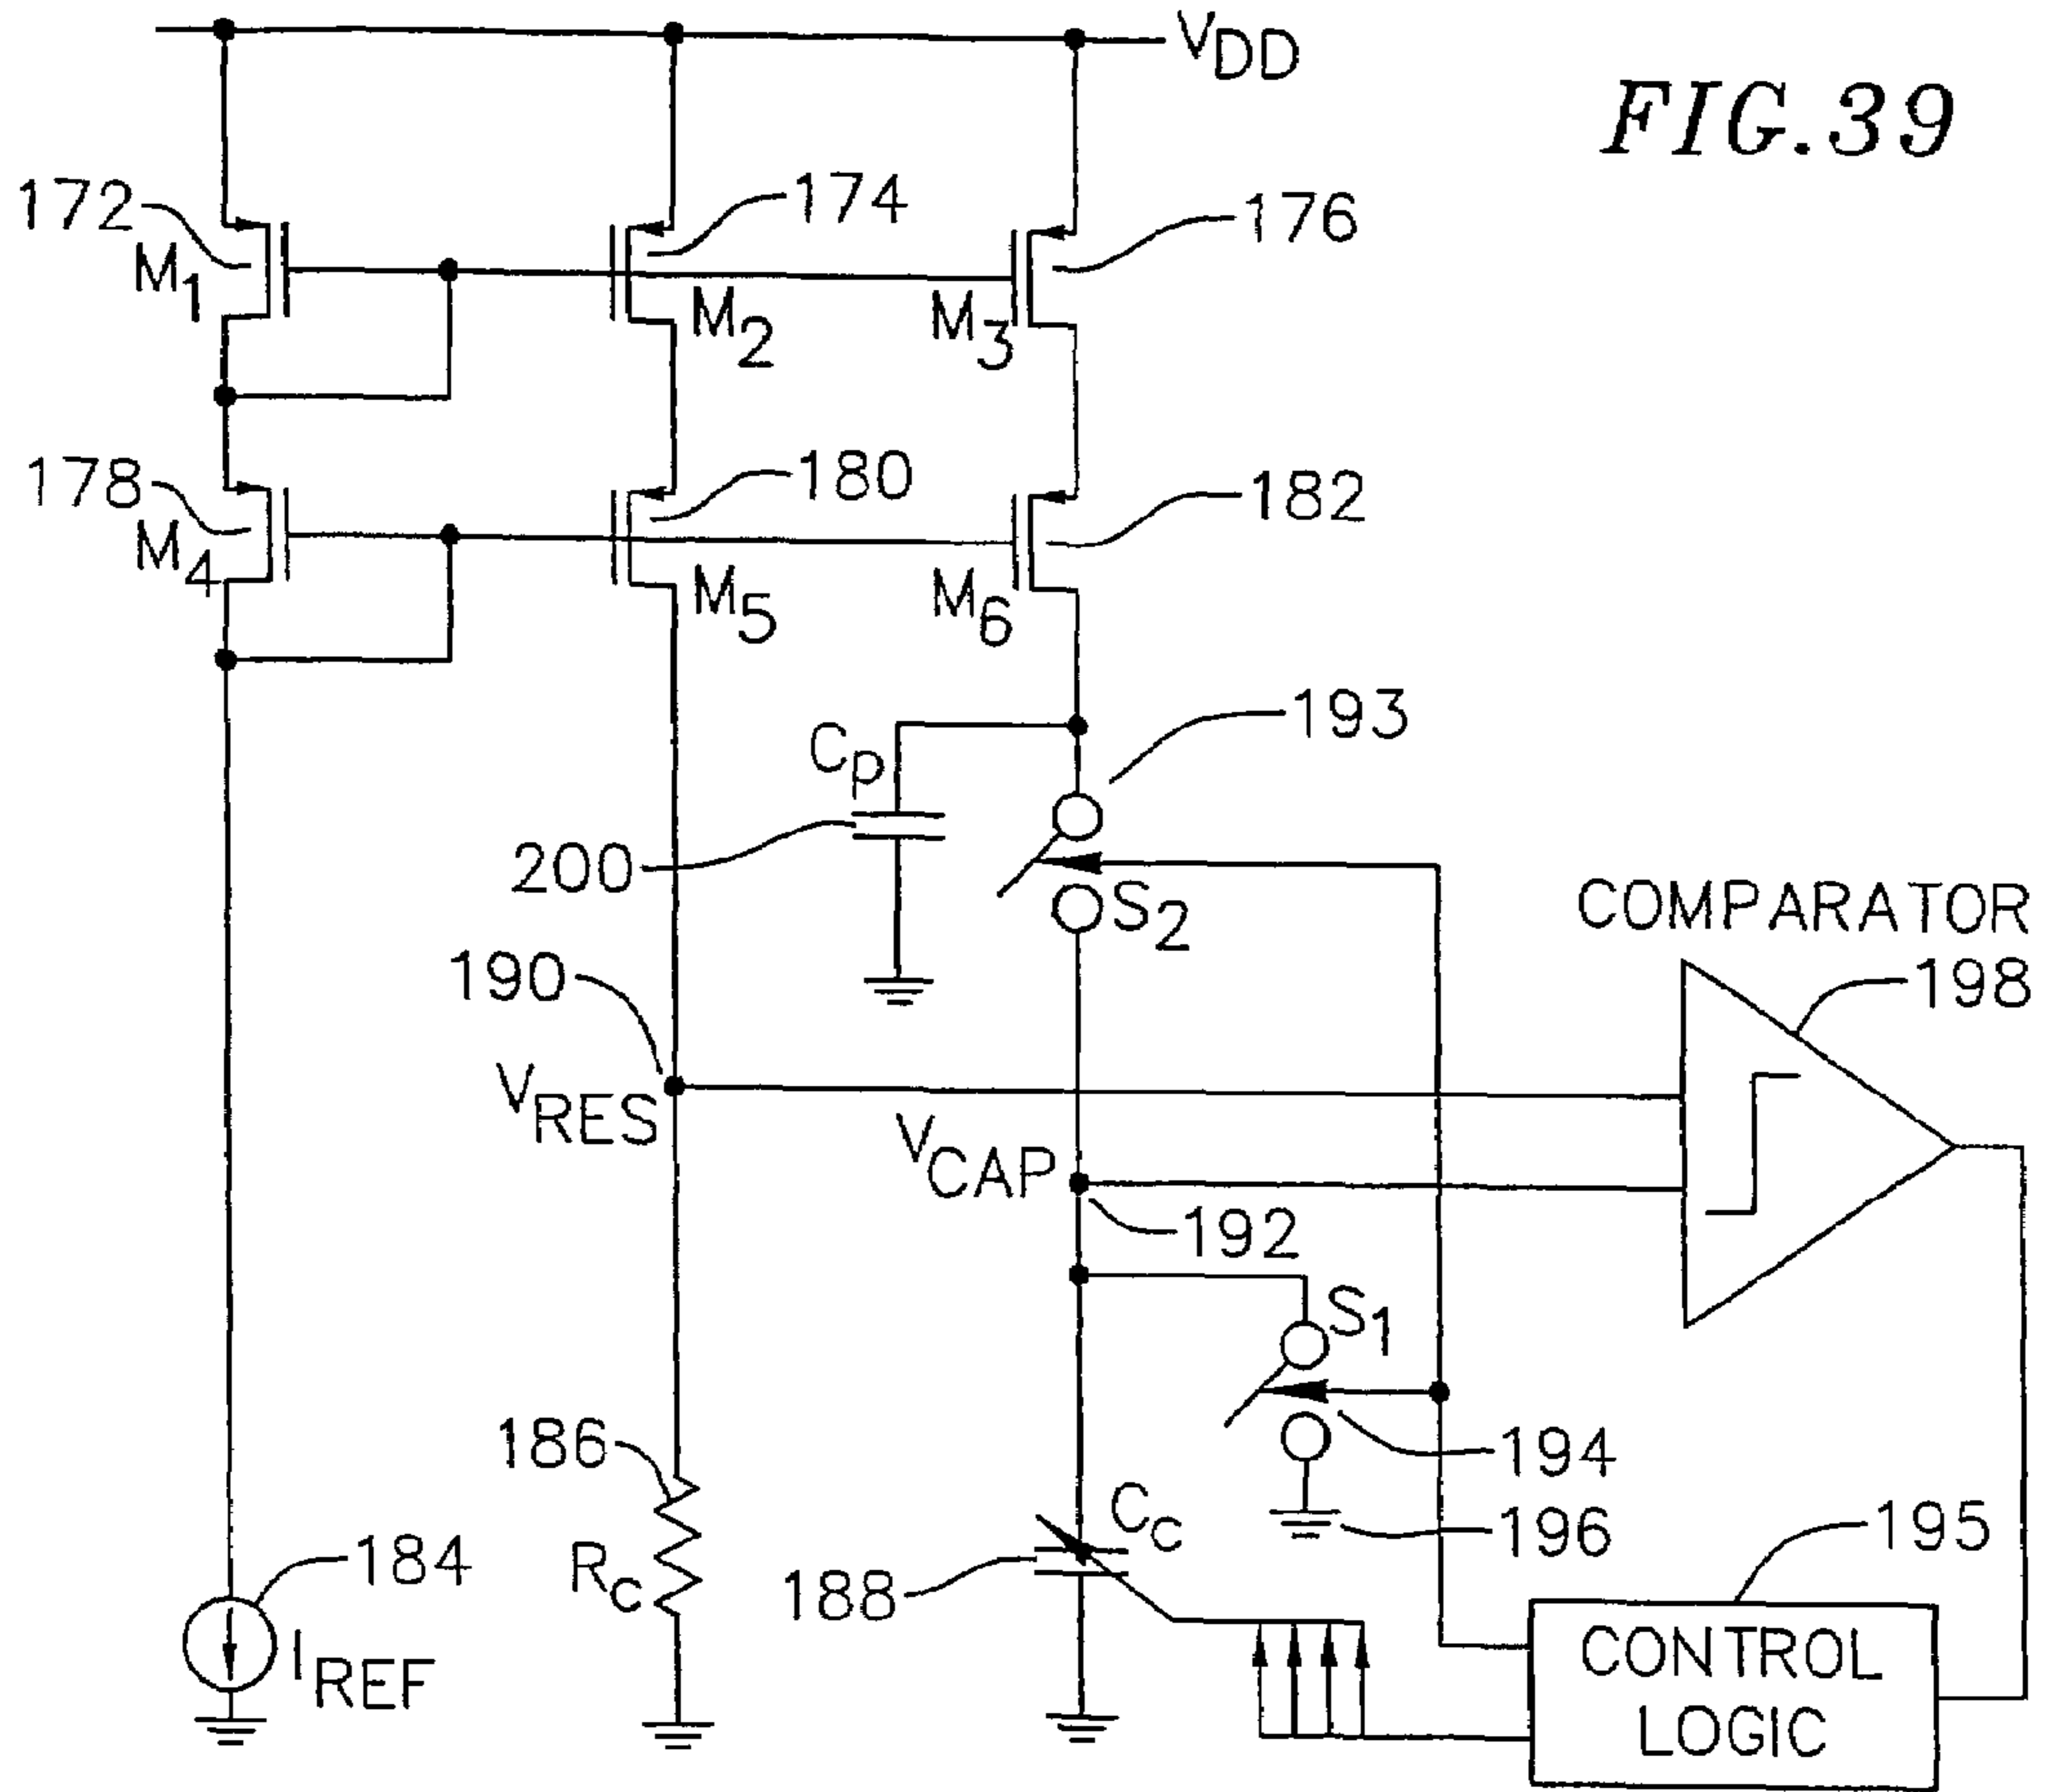 VDD
FIG.39
172
M1
174
M2
176
M3
178
M4
180
M5
182
M6
193
CP
200
S2
COMPARATOR
198
190
VRES
VCAP
192
S1
194
196
186
RC
CC
188
195
184
IREF
CONTROL
LOGIC